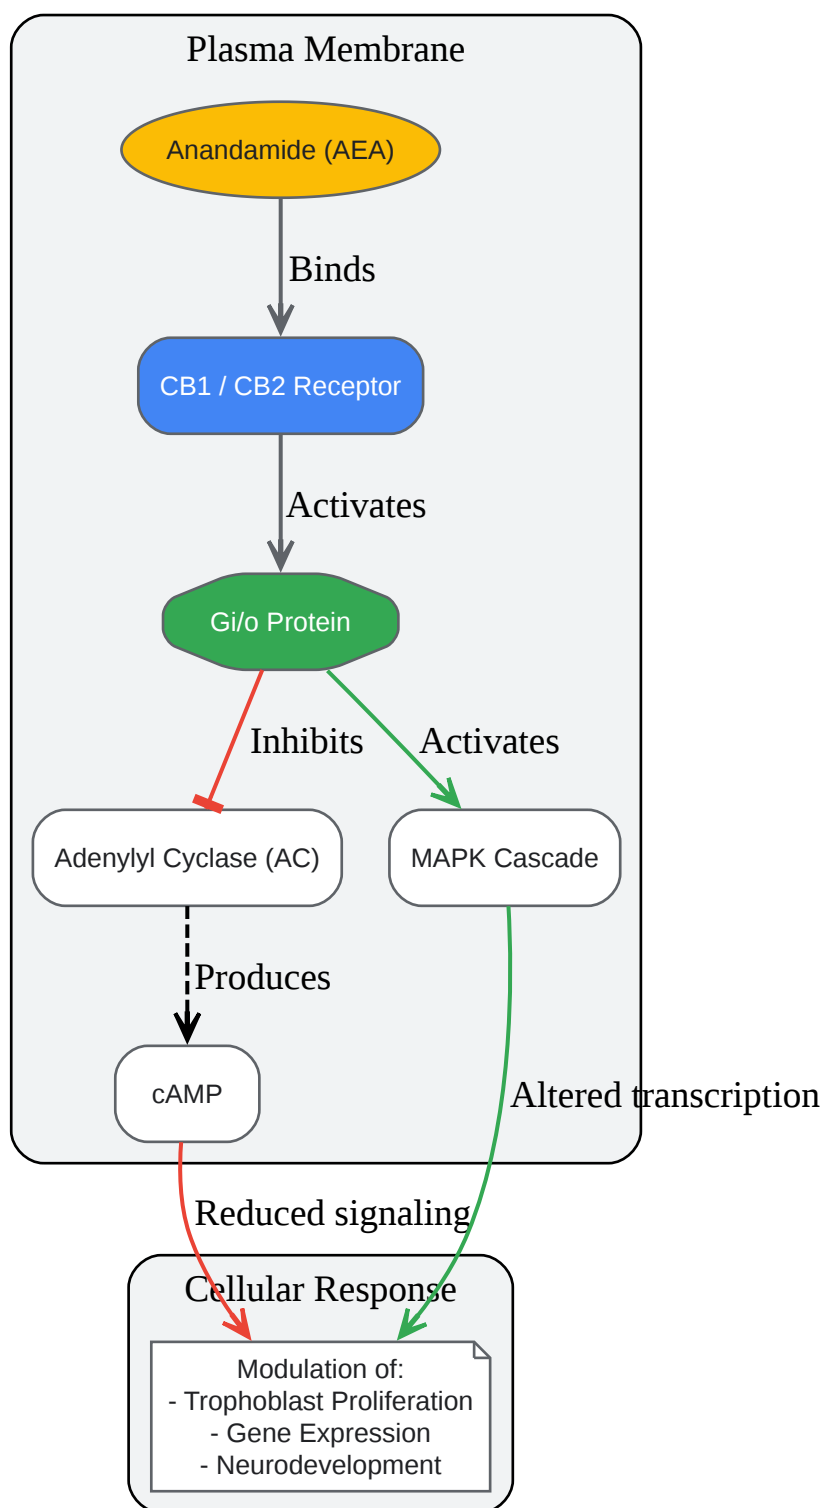 Plasma Membrane
Anandamide (AEA)
Binds
CB1 / CB2 Receptor
Activates
Gi/o Protein
Inhibits
Activates
Adenylyl Cyclase (AC)
MAPK Cascade
Produces
cAMP
Altered transcription
Reduced signaling
Cellular Response
Modulation of:
- Trophoblast Proliferation
- Gene Expression
- Neurodevelopment